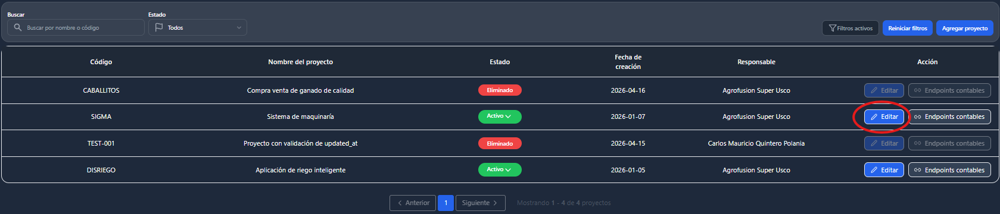 Buscar
Estado
Buscar por nombre o código
Todos
Filtros activos
Reiniciar filtros
Agregar proyecto
Código
Nombre del proyecto
Estado
Fecha de
creación
Responsable
Acción
CABALLITOS
Compra venta de ganado de calidad
Eliminado
2026-04-16
Agrofusion Super Usco
Editar
Endpoints contables
SIGMA
Sistema de maquinaría
Activo
2026-01-07
Agrofusion Super Usco
Editar
Endpoints contables
TEST-001
Proyecto con validación de updated_at
Eliminado
2026-04-15
Carlos Mauricio Quintero Polania
Editar
Endpoints contables
DISRIEGO
Aplicación de riego inteligente
Activo
2026-01-05
Agrofusion Super Usco
Editar
Endpoints contables
Anterior
1
Siguiente
Mostrando 1 - 4 de 4 proyectos